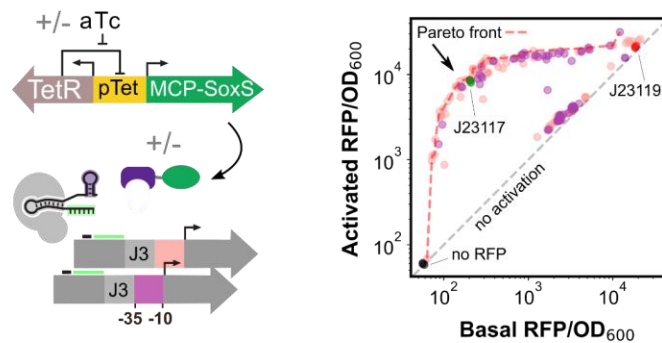 +/- aTc
TetR pTet MCP-SoxS
+/-
J3
J3
-35 -10
Pareto front
Activated RFP/OD600
10^4
10^3
10^2
J23117
J23119
no activation
no RFP
10^2 10^3 10^4
Basal RFP/OD600